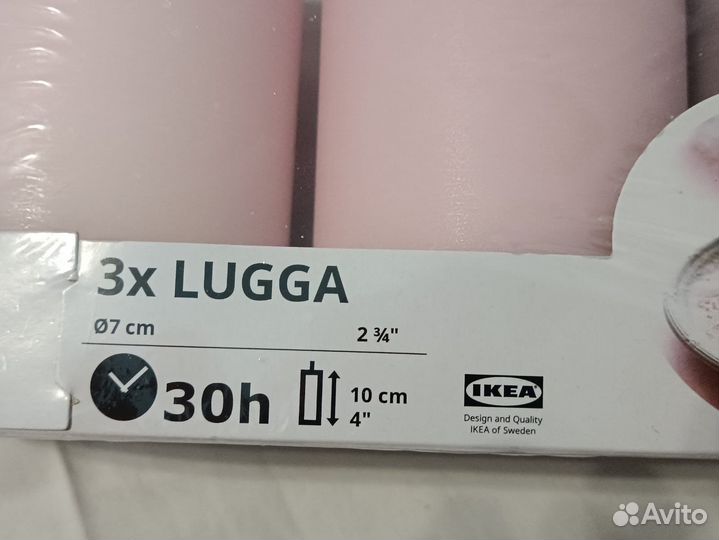 3x LUGGA
Ø7 cm 2 ¾"
30h 10 cm
4"
IKEA
Design and Quality
IKEA of Sweden
Avito